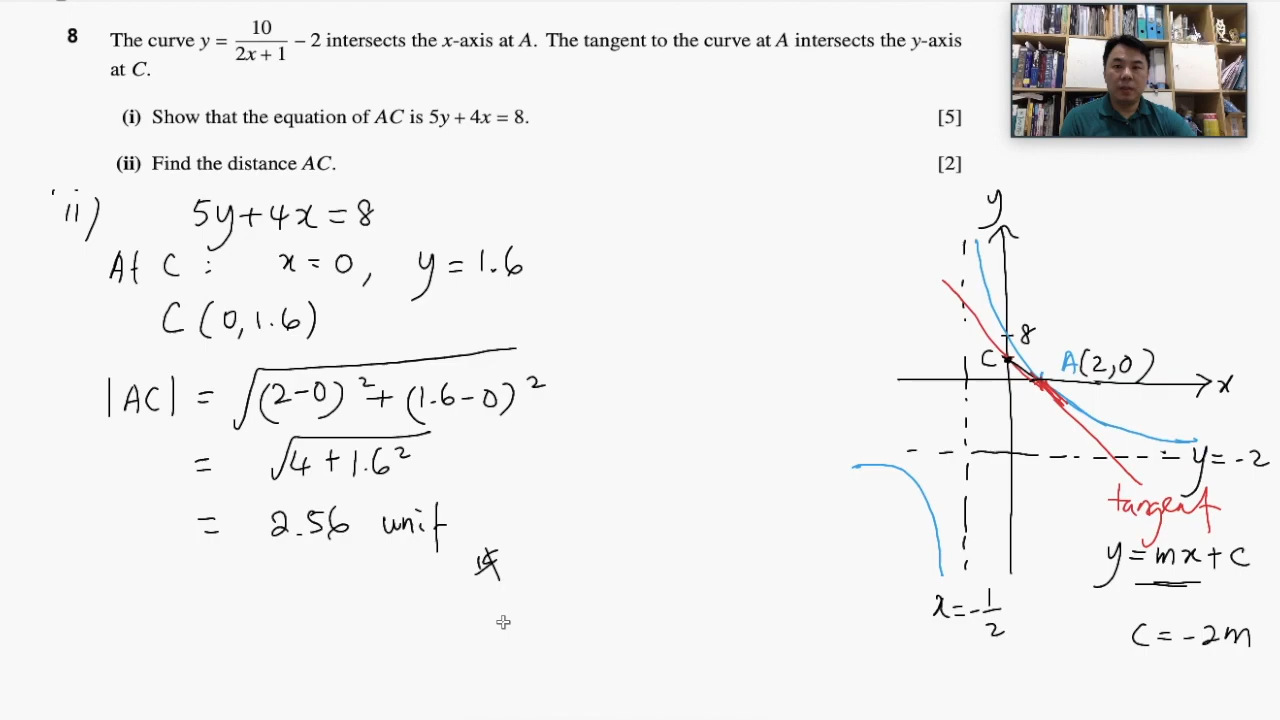 8 The curve y = 10/(2x + 1) − 2 intersects the x-axis at A. The tangent to the curve at A intersects the y-axis
at C.
(i) Show that the equation of AC is 5y + 4x = 8. [5]
(ii) Find the distance AC. [2]
ii) 5y+4x=8
At C : x=0, y=1.6
C(0,1.6)
|AC| = √((2-0)²+(1.6-0)²)
= √(4+1.6²)
= 2.56 unit
y
8
C
A(2,0)
x
y=-2
tangent
y=mx+c
x=-1/2
c=-2m